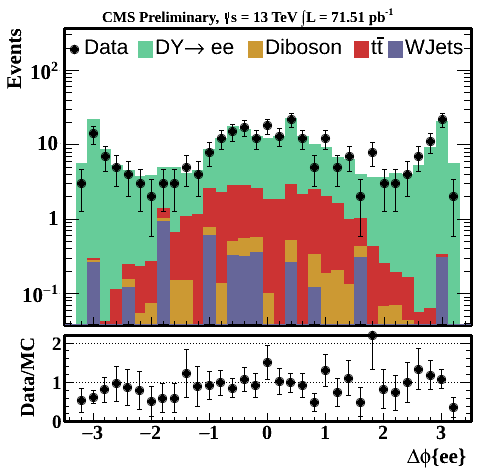 CMS Preliminary, √s = 13 TeV ∫L = 71.51 pb⁻¹
Events
Data DY→ ee Diboson tt̄ WJets
10²
10
1
10⁻¹
Data/MC
2
1
0
−3 −2 −1 0 1 2 3
Δϕ{ee}